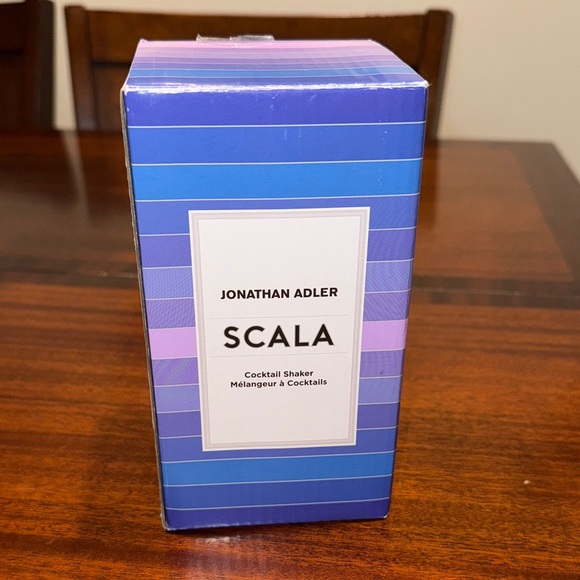 JONATHAN ADLER
SCALA
Cocktail Shaker
Mélangeur à Cocktails